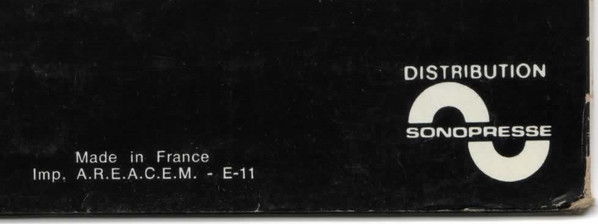 DISTRIBUTION
SONOPRESSE
Made in France
Imp. A.R.E.A.C.E.M. - E-11